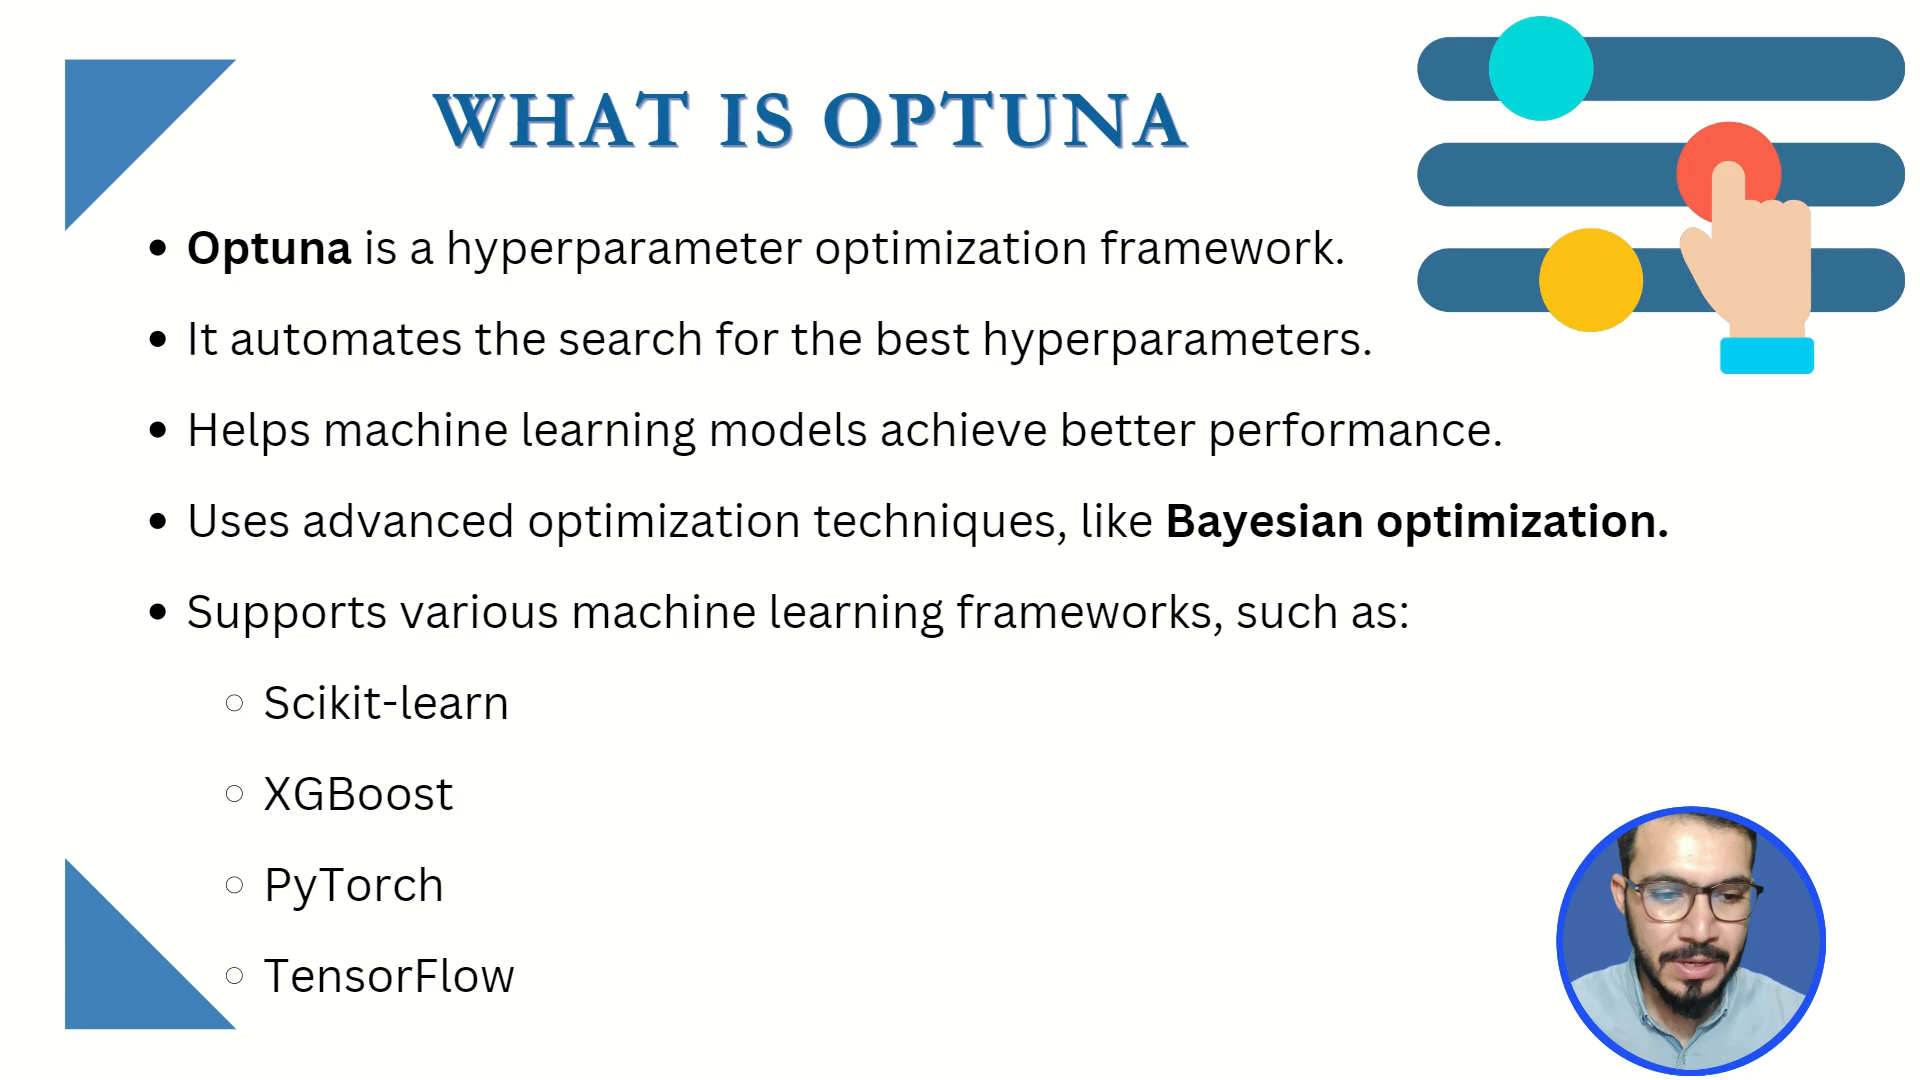 WHAT IS OPTUNA
Optuna is a hyperparameter optimization framework.
It automates the search for the best hyperparameters.
Helps machine learning models achieve better performance.
Uses advanced optimization techniques, like Bayesian optimization.
Supports various machine learning frameworks, such as:
Scikit-learn
XGBoost
PyTorch
TensorFlow